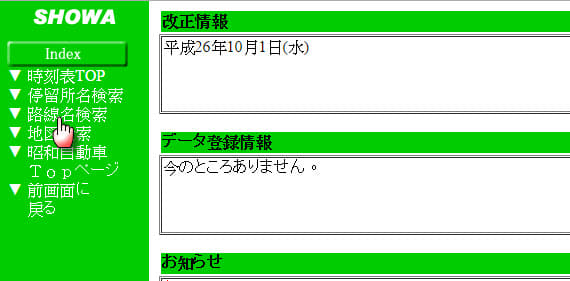 SHOWA
Index
▼ 時刻表TOP
▼ 停留所名検索
▼ 路線名検索
▼ 地図検索
▼ 昭和自動車
Ｔｏｐページ
▼ 前画面に
戻る
改正情報
平成26年10月1日(水)
データ登録情報
今のところありません。
お知らせ